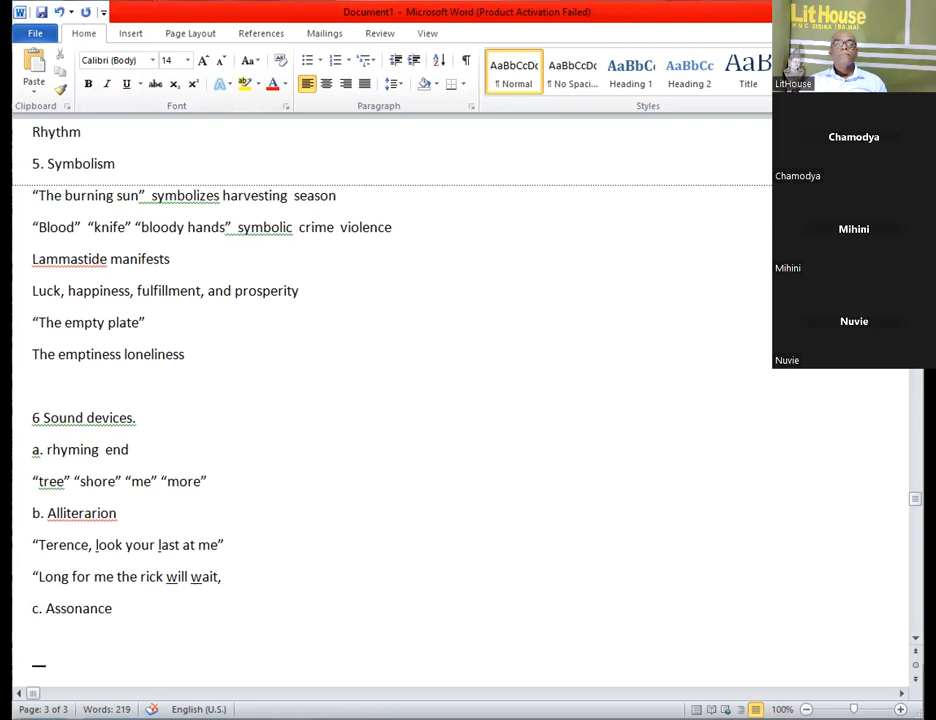 Document1 - Microsoft Word (Product Activation Failed)
File Home Insert Page Layout References Mailings Review View
Calibri (Body) 14
Paste
B I U abc
AaBbCcDc AaBbCcDc AaBbC AaBbCc AaB
¶ Normal ¶ No Spaci... Heading 1 Heading 2 Title
Clipboard Font Paragraph Styles
LitHouse
LitHouse
Chamodya
Chamodya
Mihini
Mihini
Nuvie
Nuvie
Rhythm
5. Symbolism
“The burning sun” symbolizes harvesting season
“Blood” “knife” “bloody hands” symbolic crime violence
Lammastide manifests
Luck, happiness, fulfillment, and prosperity
“The empty plate”
The emptiness loneliness
6 Sound devices.
a. rhyming end
“tree” “shore” “me” “more”
b. Alliterarion
“Terence, look your last at me”
“Long for me the rick will wait,
c. Assonance
Page: 3 of 3 Words: 219 English (U.S.) 100%